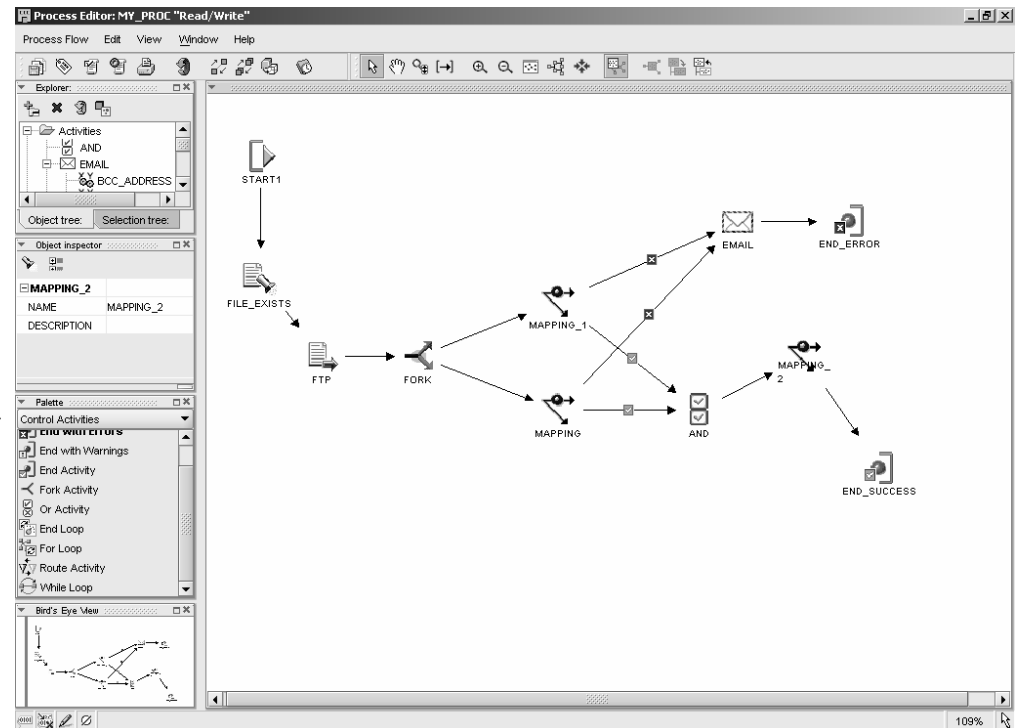 Process Editor: MY_PROC "Read/Write"
Process Flow Edit View Window Help
Explorer:
Activities
AND
EMAIL
BCC_ADDRESS
Object tree: Selection tree:
Object inspector
MAPPING_2
NAME MAPPING_2
DESCRIPTION
Palette
Control Activities
End with Errors
End with Warnings
End Activity
Fork Activity
Or Activity
End Loop
For Loop
Route Activity
While Loop
Bird's Eye View
START1
FILE_EXISTS
FTP
FORK
MAPPING_1
MAPPING
EMAIL
END_ERROR
AND
MAPPING_
2
END_SUCCESS
109%